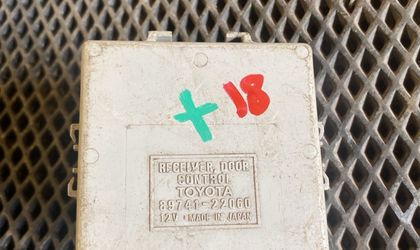 + 18
RECEIVER, DOOR
CONTROL
TOYOTA
89741-22060
12V • MADE IN JAPAN